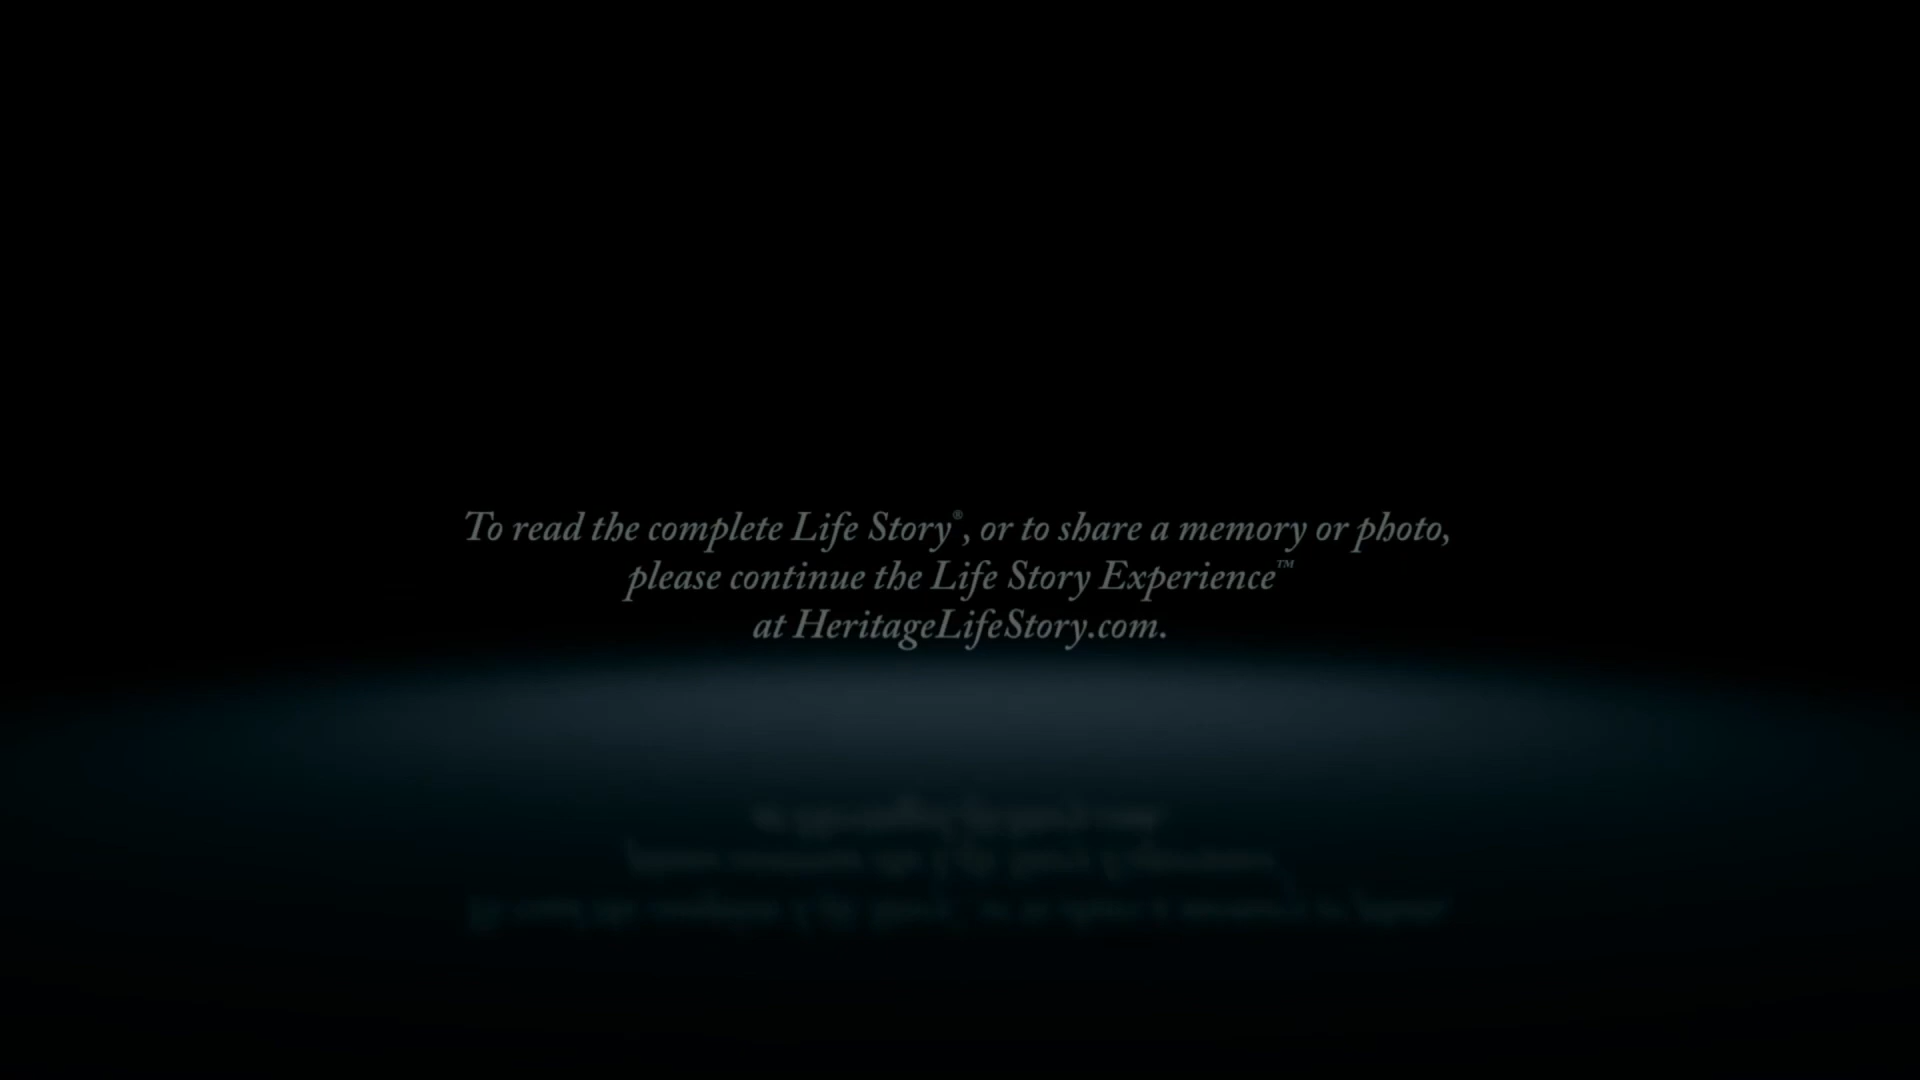 To read the complete Life Story®, or to share a memory or photo,
please continue the Life Story Experience™
at HeritageLifeStory.com.